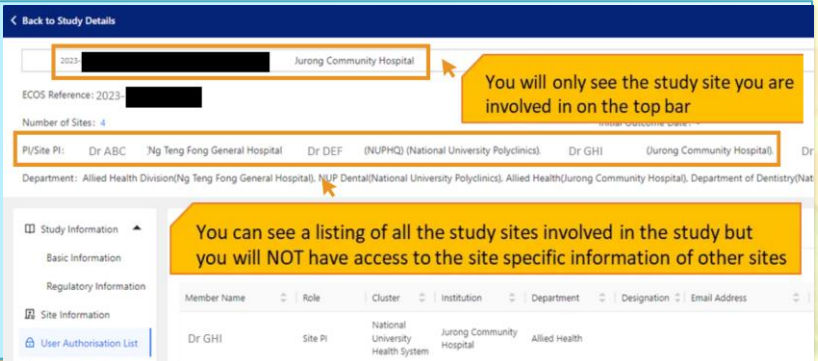 Back to Study Details
2023- Jurong Community Hospital
You will only see the study site you are
involved in on the top bar
ECOS Reference: 2023-
Number of Sites: 4
Initial Outcome Date: -
PI/Site PI: Dr ABC (Ng Teng Fong General Hospital Dr DEF (NUPHQ) (National University Polyclinics). Dr GHI (Jurong Community Hospital). Dr
Department: Allied Health Division(Ng Teng Fong General Hospital), NUP Dental(National University Polyclinics), Allied Health(Jurong Community Hospital), Department of Dentistry(Nat
You can see a listing of all the study sites involved in the study but
you will NOT have access to the site specific information of other sites
Study Information
Basic Information
Regulatory Information
Site Information
User Authorisation List
Member Name Role Cluster Institution Department Designation Email Address
Dr GHI Site PI National University Health System Jurong Community Hospital Allied Health